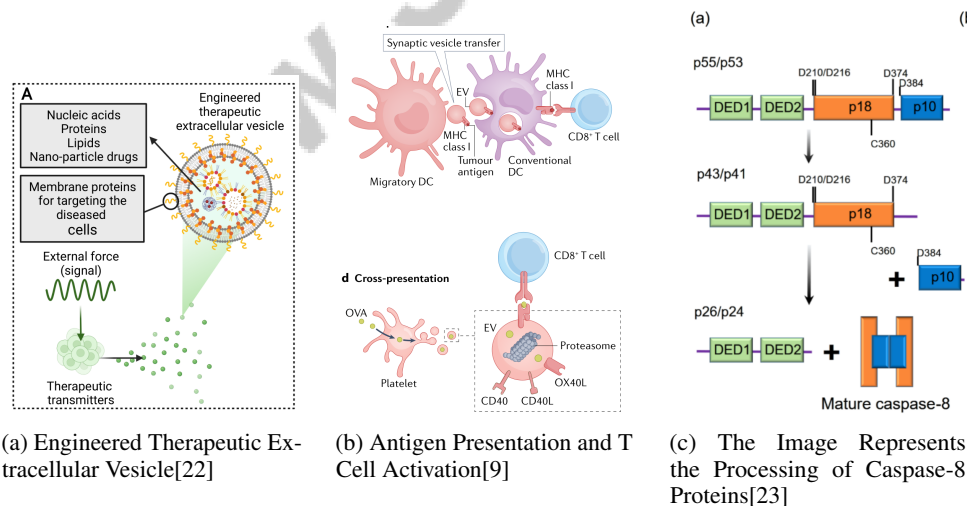 A
Nucleic acids
Proteins
Lipids
Nano-particle drugs
Engineered
therapeutic
extracellular vesicle
Membrane proteins
for targeting the
diseased
cells
External force
(signal)
Therapeutic
transmitters
(a) Engineered Therapeutic Ex-
tracellular Vesicle[22]
Synaptic vesicle transfer
EV
MHC
class I
MHC
class I
Tumour
antigen
Migratory DC
Conventional
DC
CD8+ T cell
d Cross-presentation
OVA
Platelet
CD8+ T cell
EV
Proteasome
OX40L
CD40
CD40L
(b) Antigen Presentation and T
Cell Activation[9]
(a)
p55/p53
D210/D216
D374
D384
DED1
DED2
p18
p10
C360
p43/p41
D210/D216
D374
DED1
DED2
p18
C360
+
D384
p10
p26/p24
DED1
DED2
+
Mature caspase-8
(c) The Image Represents
the Processing of Caspase-8
Proteins[23]